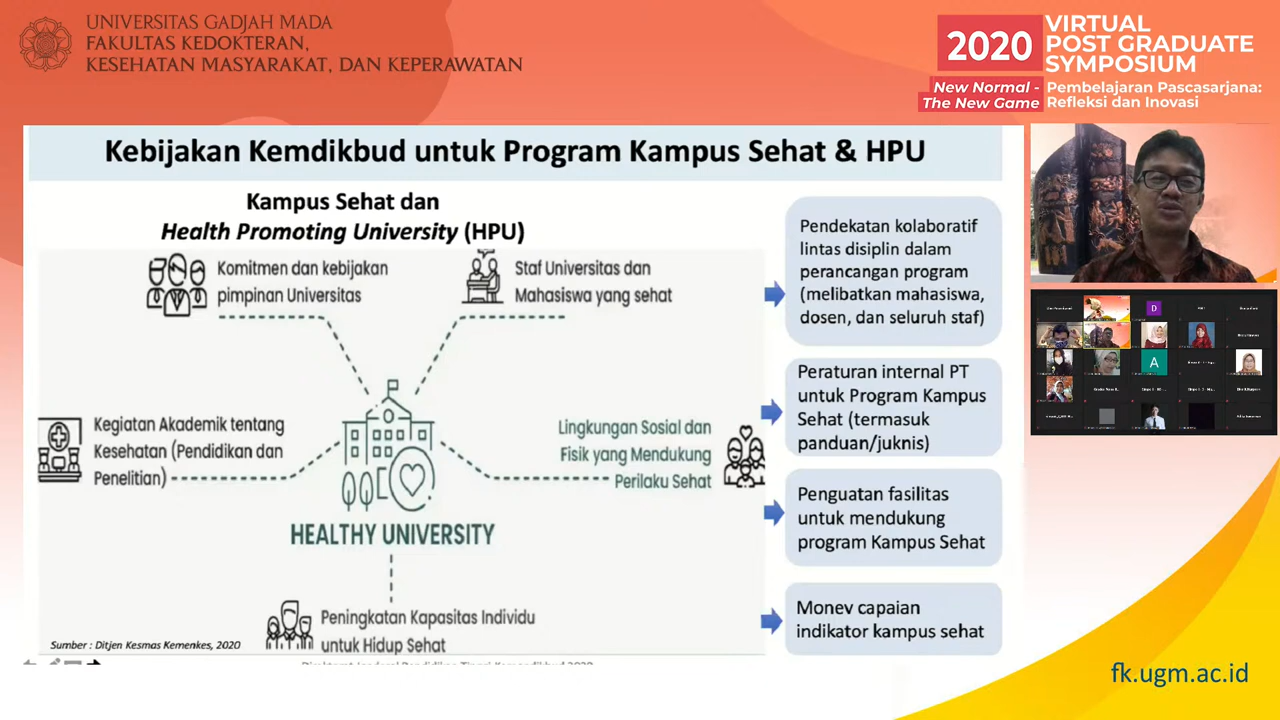 UNIVERSITAS GADJAH MADA
FAKULTAS KEDOKTERAN,
KESEHATAN MASYARAKAT, DAN KEPERAWATAN
2020
VIRTUAL
POST GRADUATE
SYMPOSIUM
New Normal -
The New Game
Pembelajaran Pascasarjana:
Refleksi dan Inovasi
Kebijakan Kemdikbud untuk Program Kampus Sehat & HPU
Kampus Sehat dan
Health Promoting University (HPU)
Komitmen dan kebijakan
pimpinan Universitas
Staf Universitas dan
Mahasiswa yang sehat
Kegiatan Akademik tentang
Kesehatan (Pendidikan dan
Penelitian)
Lingkungan Sosial dan
Fisik yang Mendukung
Perilaku Sehat
HEALTHY UNIVERSITY
Peningkatan Kapasitas Individu
untuk Hidup Sehat
Sumber : Ditjen Kesmas Kemenkes, 2020
Pendekatan kolaboratif
lintas disiplin dalam
perancangan program
(melibatkan mahasiswa,
dosen, dan seluruh staf)
Peraturan internal PT
untuk Program Kampus
Sehat (termasuk
panduan/juknis)
Penguatan fasilitas
untuk mendukung
program Kampus Sehat
Monev capaian
indikator kampus sehat
D
A
fk.ugm.ac.id